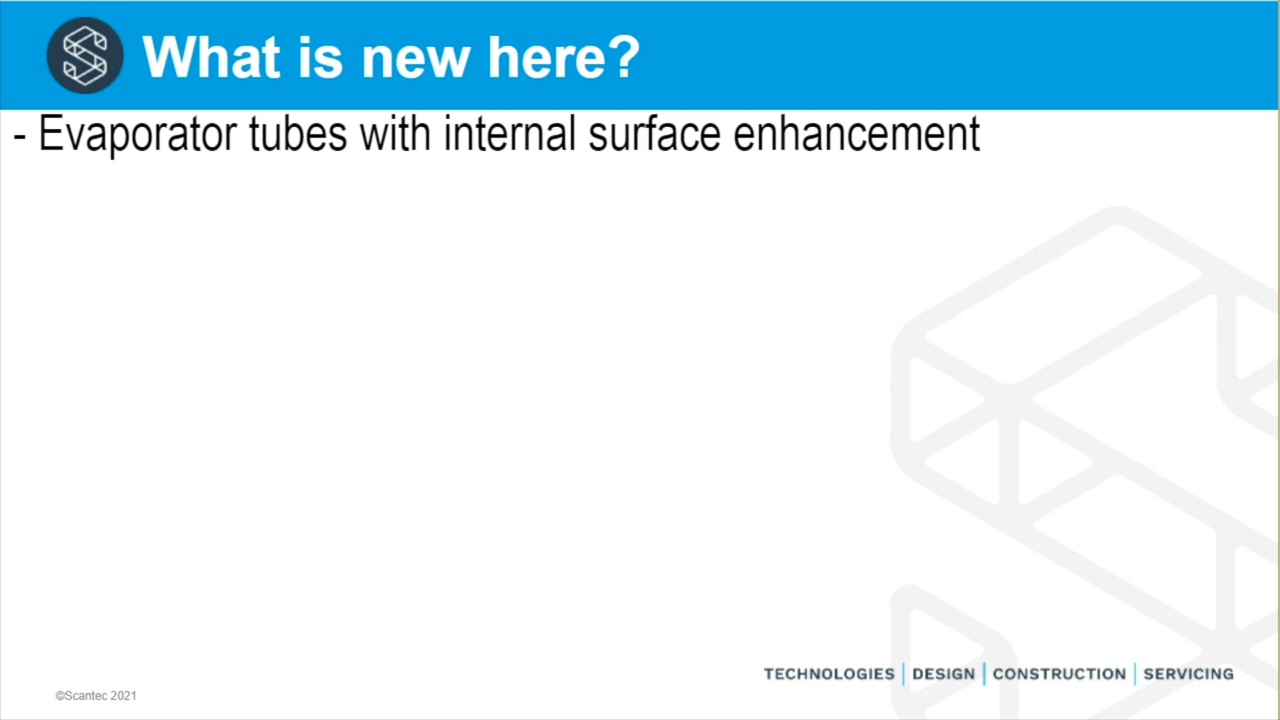 What is new here?
- Evaporator tubes with internal surface enhancement
TECHNOLOGIES | DESIGN | CONSTRUCTION | SERVICING
©Scantec 2021